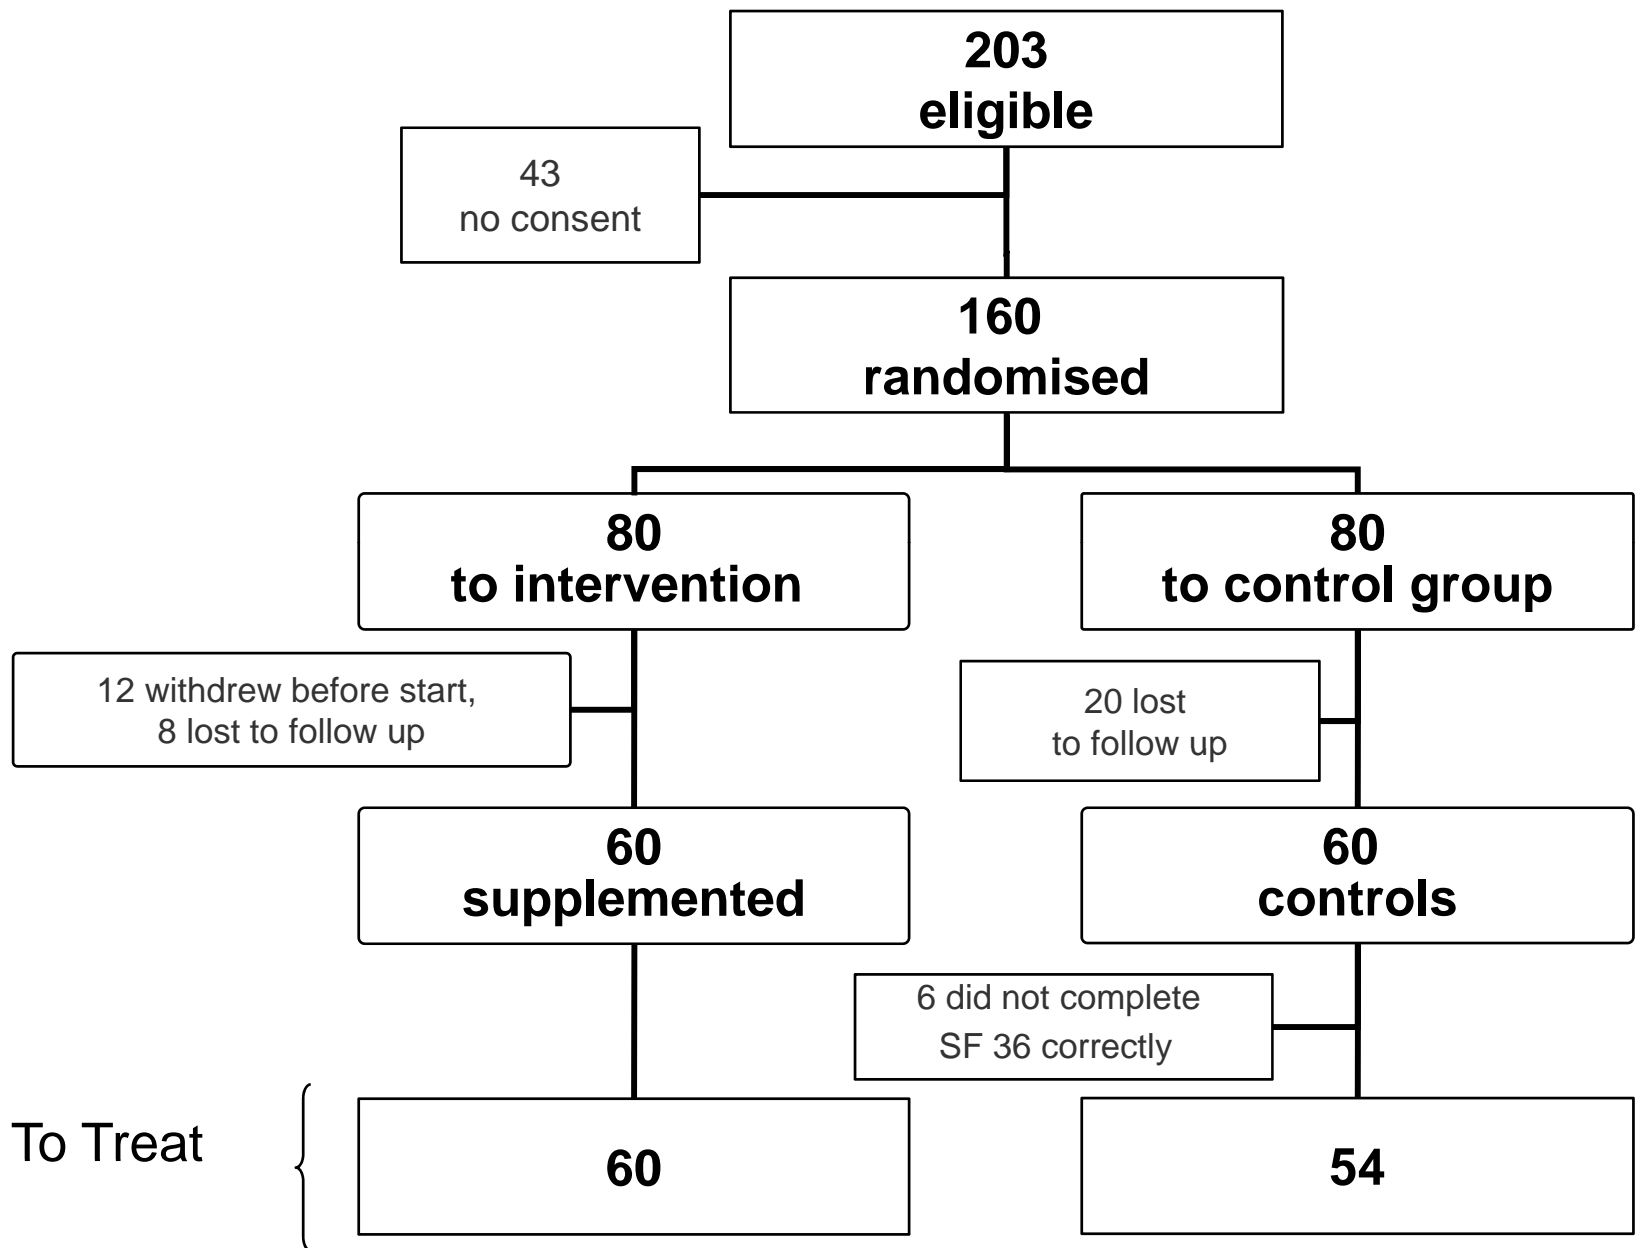 203
eligible
43
no consent
160
randomised
80
to intervention
80
to control group
12 withdrew before start,
8 lost to follow up
20 lost
to follow up
60
supplemented
60
controls
6 did not complete
SF 36 correctly
To Treat
60
54